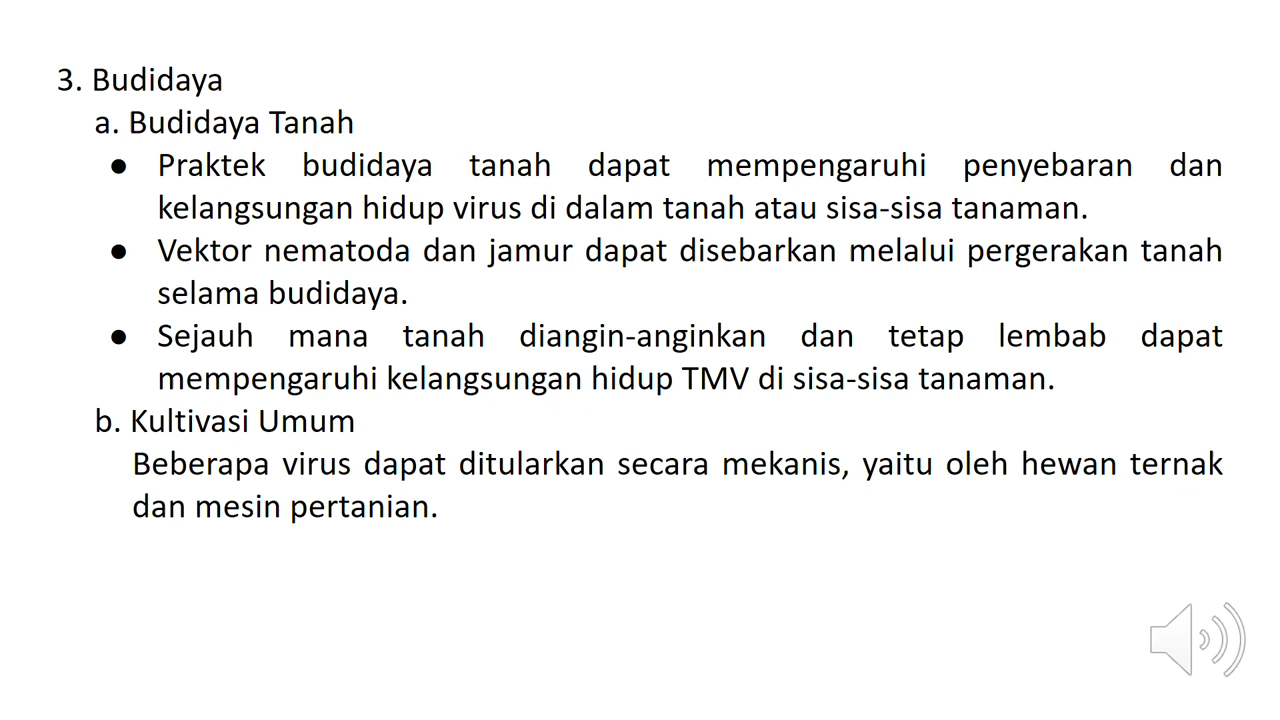 3. Budidaya
a. Budidaya Tanah
● Praktek budidaya tanah dapat mempengaruhi penyebaran dan
kelangsungan hidup virus di dalam tanah atau sisa-sisa tanaman.
● Vektor nematoda dan jamur dapat disebarkan melalui pergerakan tanah
selama budidaya.
● Sejauh mana tanah diangin-anginkan dan tetap lembab dapat
mempengaruhi kelangsungan hidup TMV di sisa-sisa tanaman.
b. Kultivasi Umum
Beberapa virus dapat ditularkan secara mekanis, yaitu oleh hewan ternak
dan mesin pertanian.